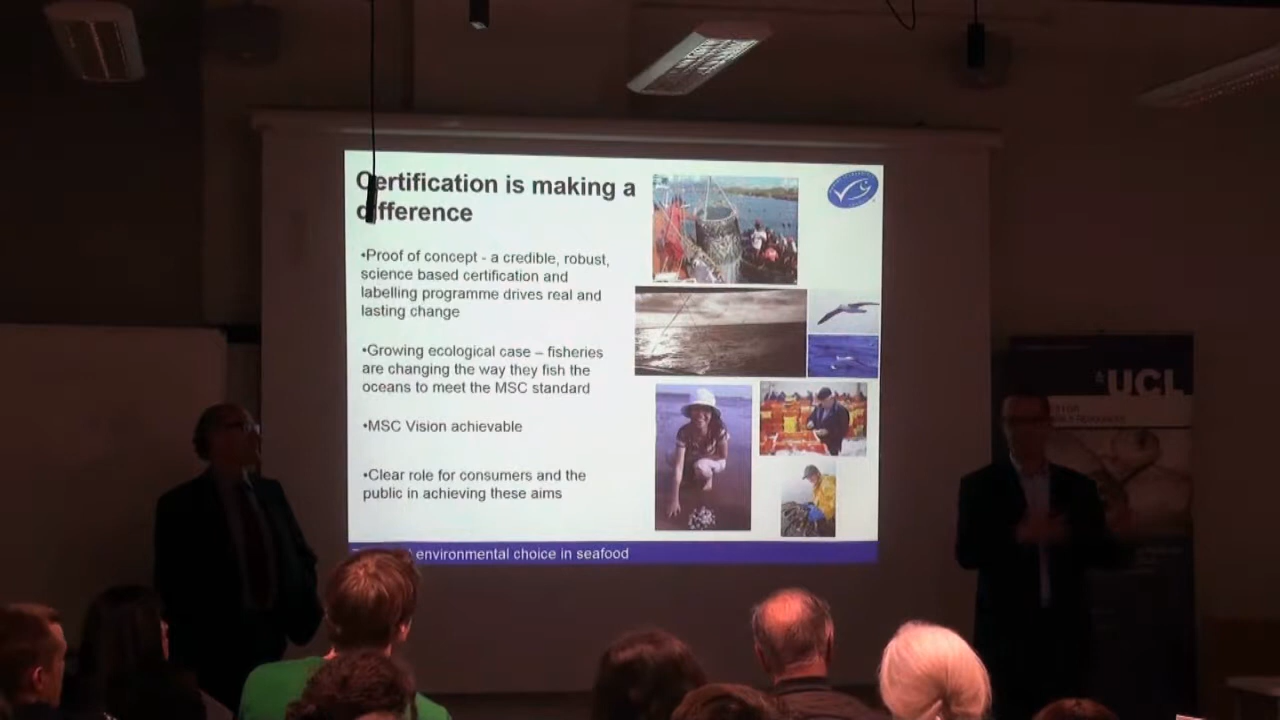 Certification is making a
difference
•Proof of concept - a credible, robust,
science based certification and
labelling programme drives real and
lasting change
•Growing ecological case – fisheries
are changing the way they fish the
oceans to meet the MSC standard
•MSC Vision achievable
•Clear role for consumers and the
public in achieving these aims
environmental choice in seafood
UCL